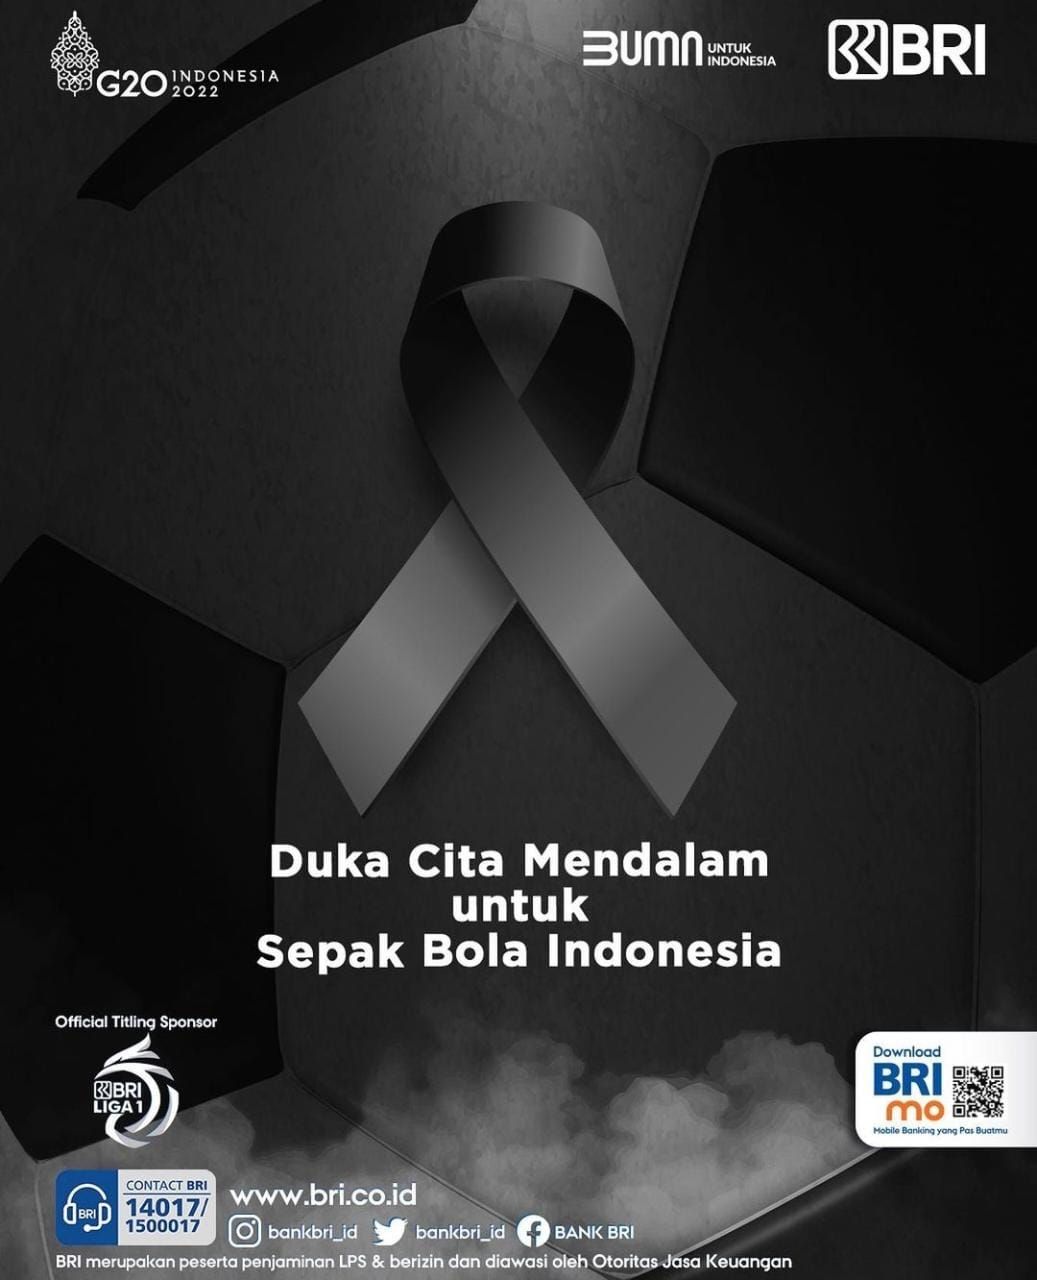 G20 INDONESIA
2022
BUMN UNTUK
INDONESIA
BRI
Duka Cita Mendalam
untuk
Sepak Bola Indonesia
Official Titling Sponsor
BRI
LIGA 1
Download
BRI
mo
Mobile Banking yang Pas Buatmu
BRI
CONTACT BRI
14017/
1500017
www.bri.co.id
bankbri_id bankbri_id BANK BRI
BRI merupakan peserta penjaminan LPS & berizin dan diawasi oleh Otoritas Jasa Keuangan